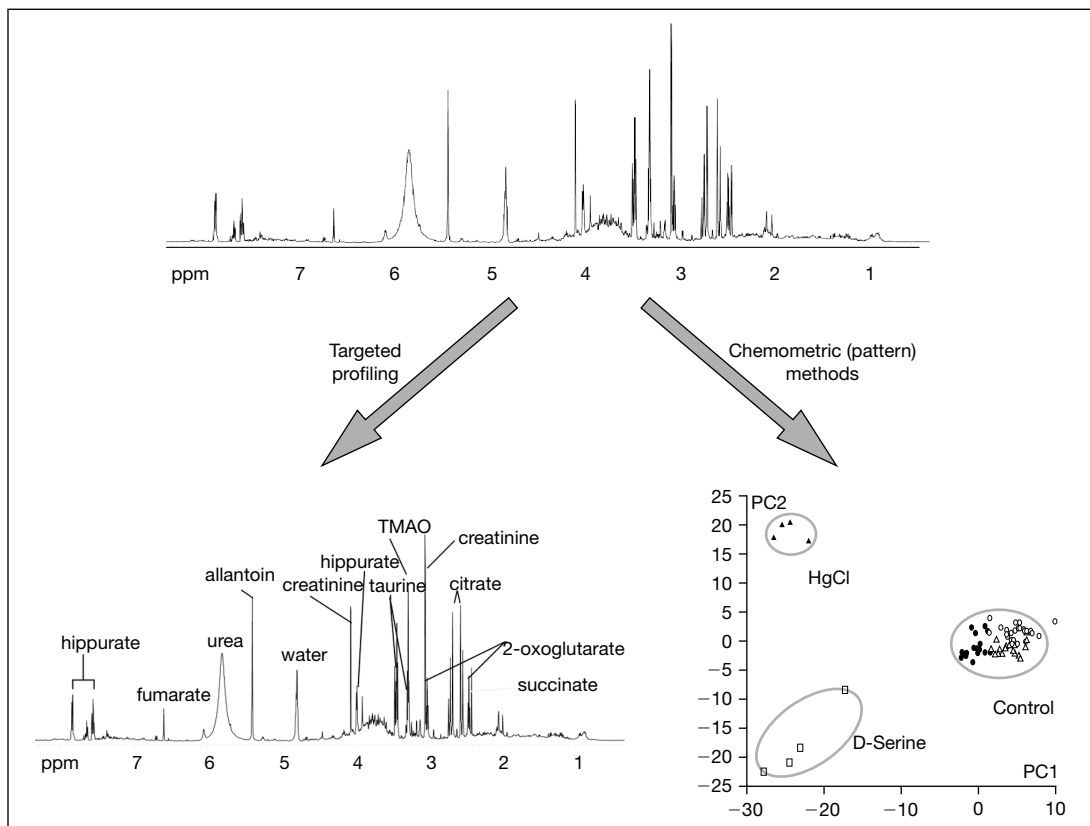 ppm 7 6 5 4 3 2 1
Targeted
profiling
Chemometric (pattern)
methods
TMAO
creatinine
hippurate
allantoin
creatinine
taurine
citrate
hippurate
urea
water
2-oxoglutarate
fumarate
succinate
ppm 7 6 5 4 3 2 1
25
PC2
20
15
HgCl
10
5
0
−5
−10
Control
−15
D-Serine
−20
−25
PC1
−30 −20 −10 0 10